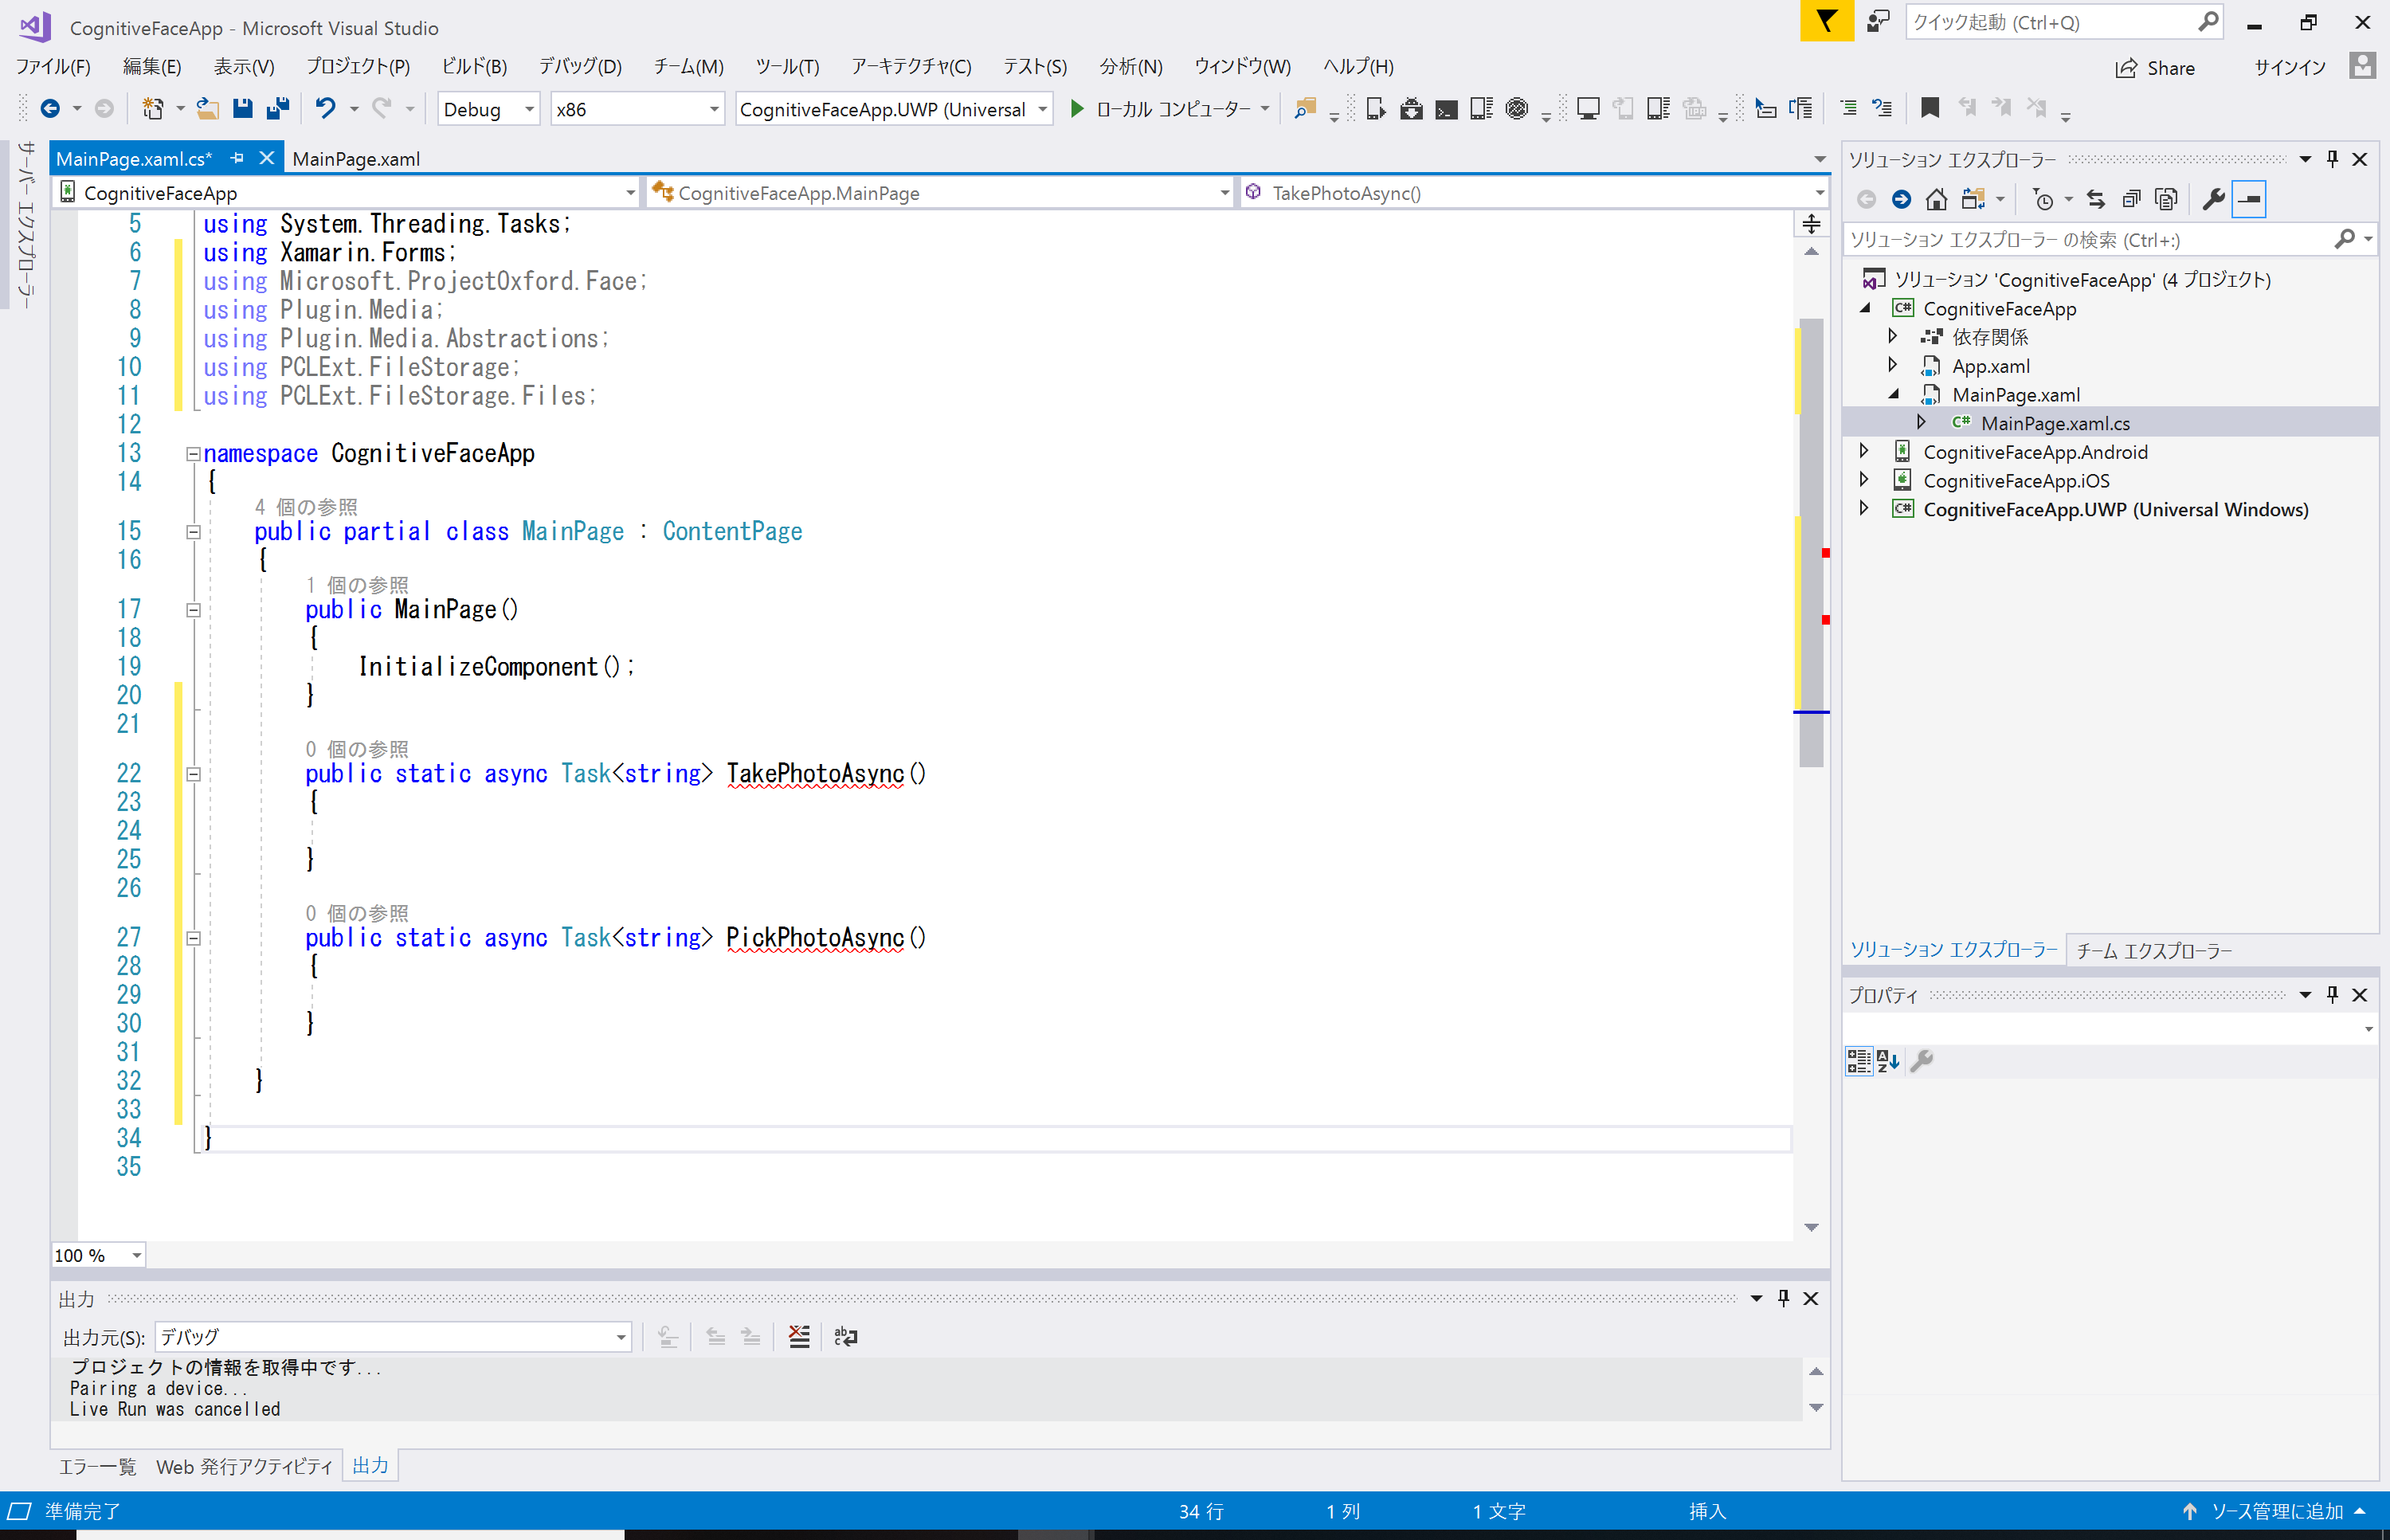 CognitiveFaceApp - Microsoft Visual Studio
クイック起動 (Ctrl+Q)
ファイル(F) 編集(E) 表示(V) プロジェクト(P) ビルド(B) デバッグ(D) チーム(M) ツール(T) アーキテクチャ(C) テスト(S) 分析(N) ウィンドウ(W) ヘルプ(H)
Share サインイン
Debug x86 CognitiveFaceApp.UWP (Universal ローカル コンピューター
サーバー エクスプローラー
MainPage.xaml.cs* MainPage.xaml
CognitiveFaceApp CognitiveFaceApp.MainPage TakePhotoAsync()
5 using System.Threading.Tasks;
6 using Xamarin.Forms;
7 using Microsoft.ProjectOxford.Face;
8 using Plugin.Media;
9 using Plugin.Media.Abstractions;
10 using PCLExt.FileStorage;
11 using PCLExt.FileStorage.Files;
12
13 namespace CognitiveFaceApp
14 {
4 個の参照
15 public partial class MainPage : ContentPage
16 {
1 個の参照
17 public MainPage()
18 {
19 InitializeComponent();
20 }
21
0 個の参照
22 public static async Task<string> TakePhotoAsync()
23 {
24
25 }
26
0 個の参照
27 public static async Task<string> PickPhotoAsync()
28 {
29
30 }
31
32 }
33
34 }
35
100 %
出力
出力元(S): デバッグ
プロジェクトの情報を取得中です...
Pairing a device...
Live Run was cancelled
エラー一覧 Web 発行アクティビティ 出力
ソリューション エクスプローラー
ソリューション エクスプローラー の検索 (Ctrl+:)
ソリューション 'CognitiveFaceApp' (4 プロジェクト)
C# CognitiveFaceApp
依存関係
App.xaml
MainPage.xaml
C# MainPage.xaml.cs
CognitiveFaceApp.Android
CognitiveFaceApp.iOS
C# CognitiveFaceApp.UWP (Universal Windows)
ソリューション エクスプローラー チーム エクスプローラー
プロパティ
準備完了 34 行 1 列 1 文字 挿入 ソース管理に追加